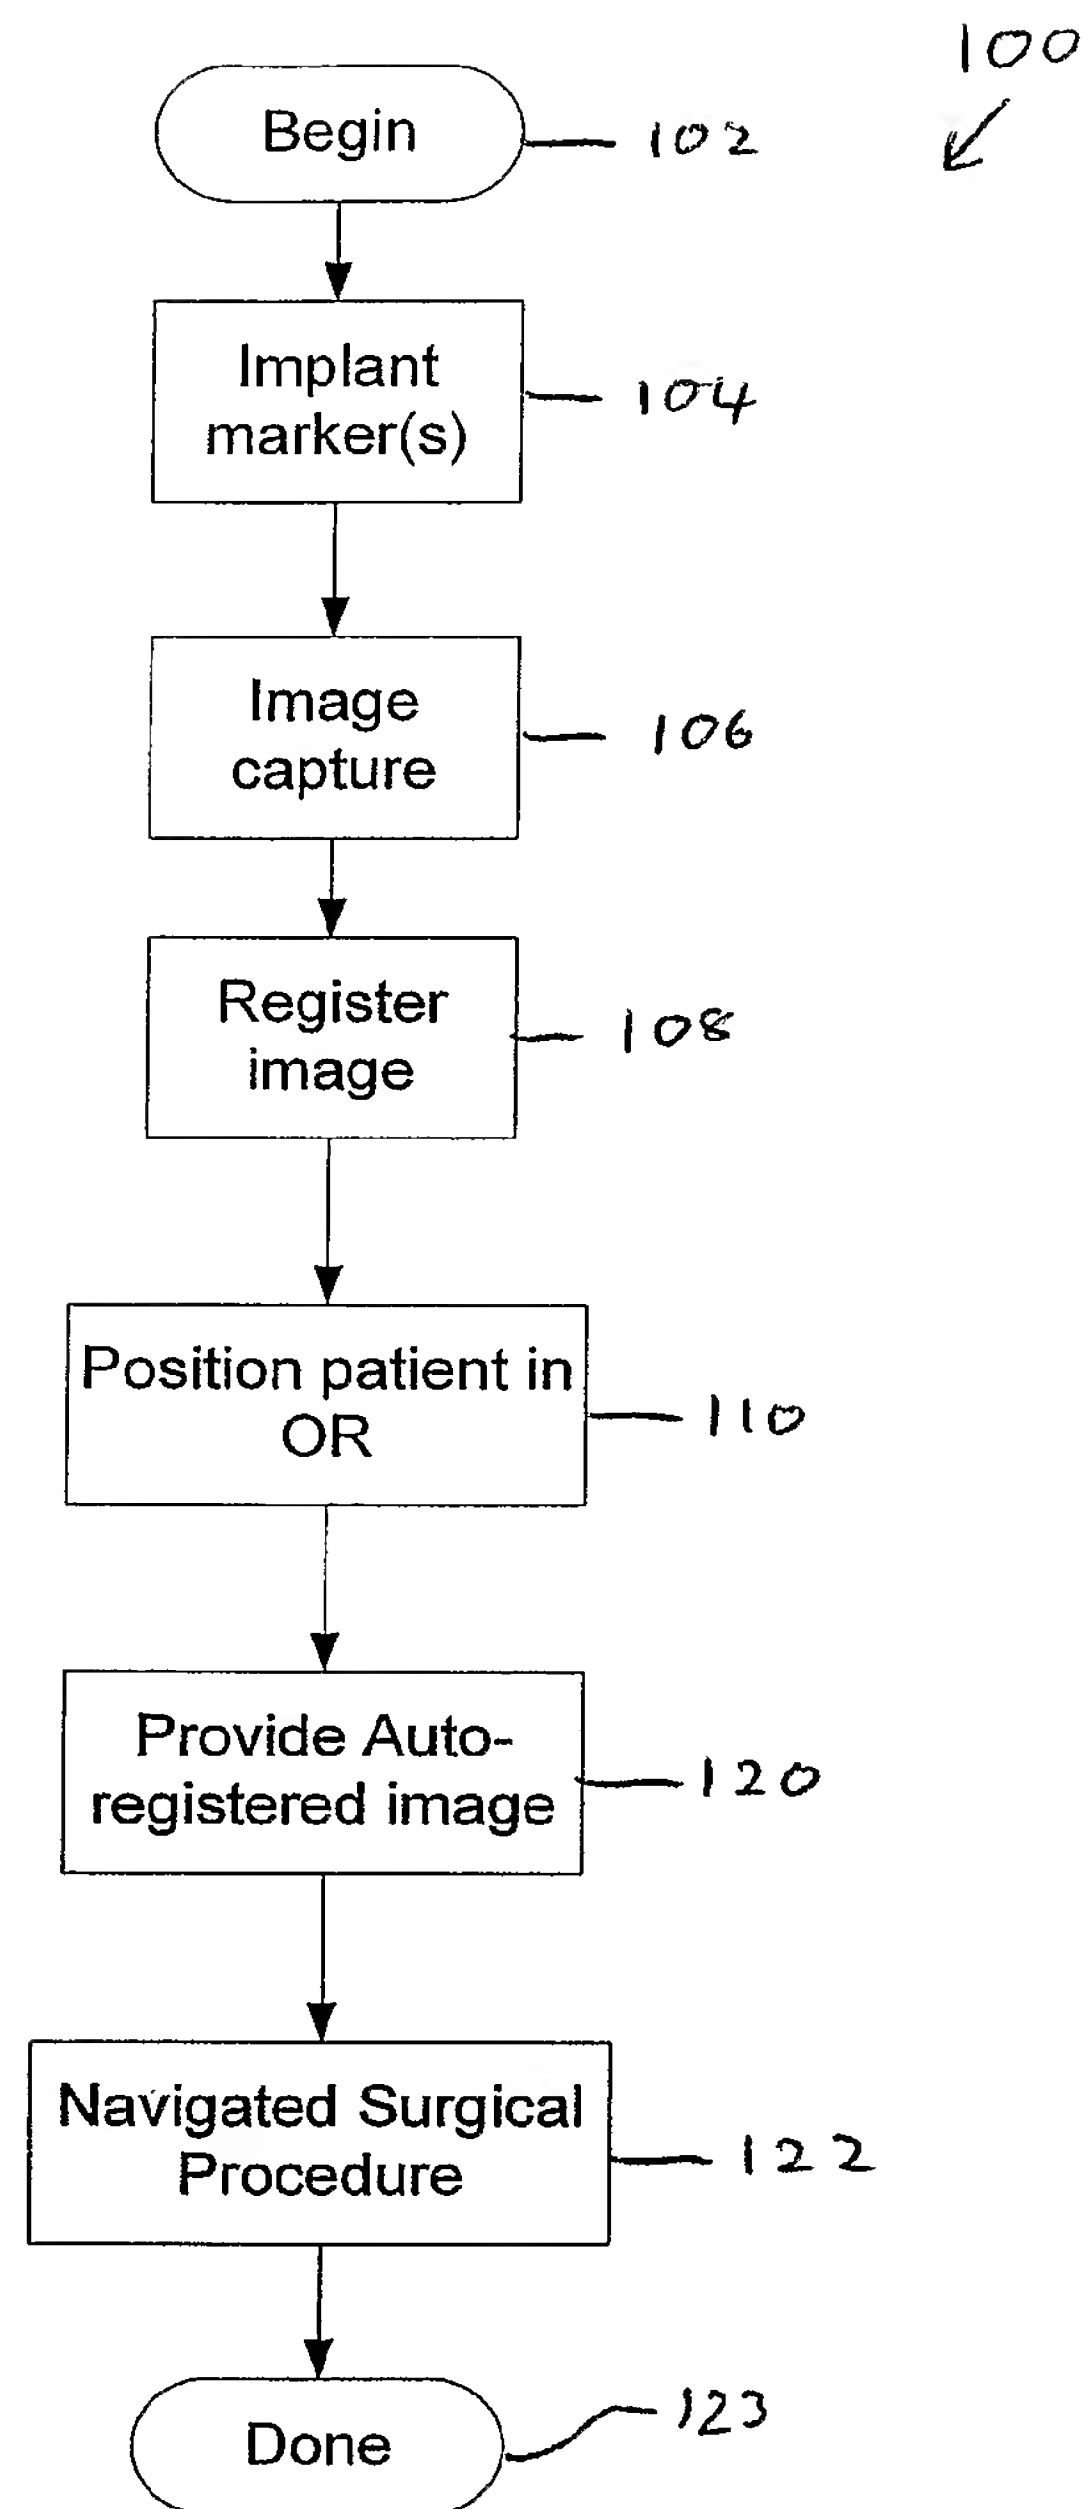 100
Begin
102
Implant
marker(s)
104
Image
capture
106
Register
image
108
Position patient in
OR
110
Provide Auto-
registered image
120
Navigated Surgical
Procedure
122
Done
123